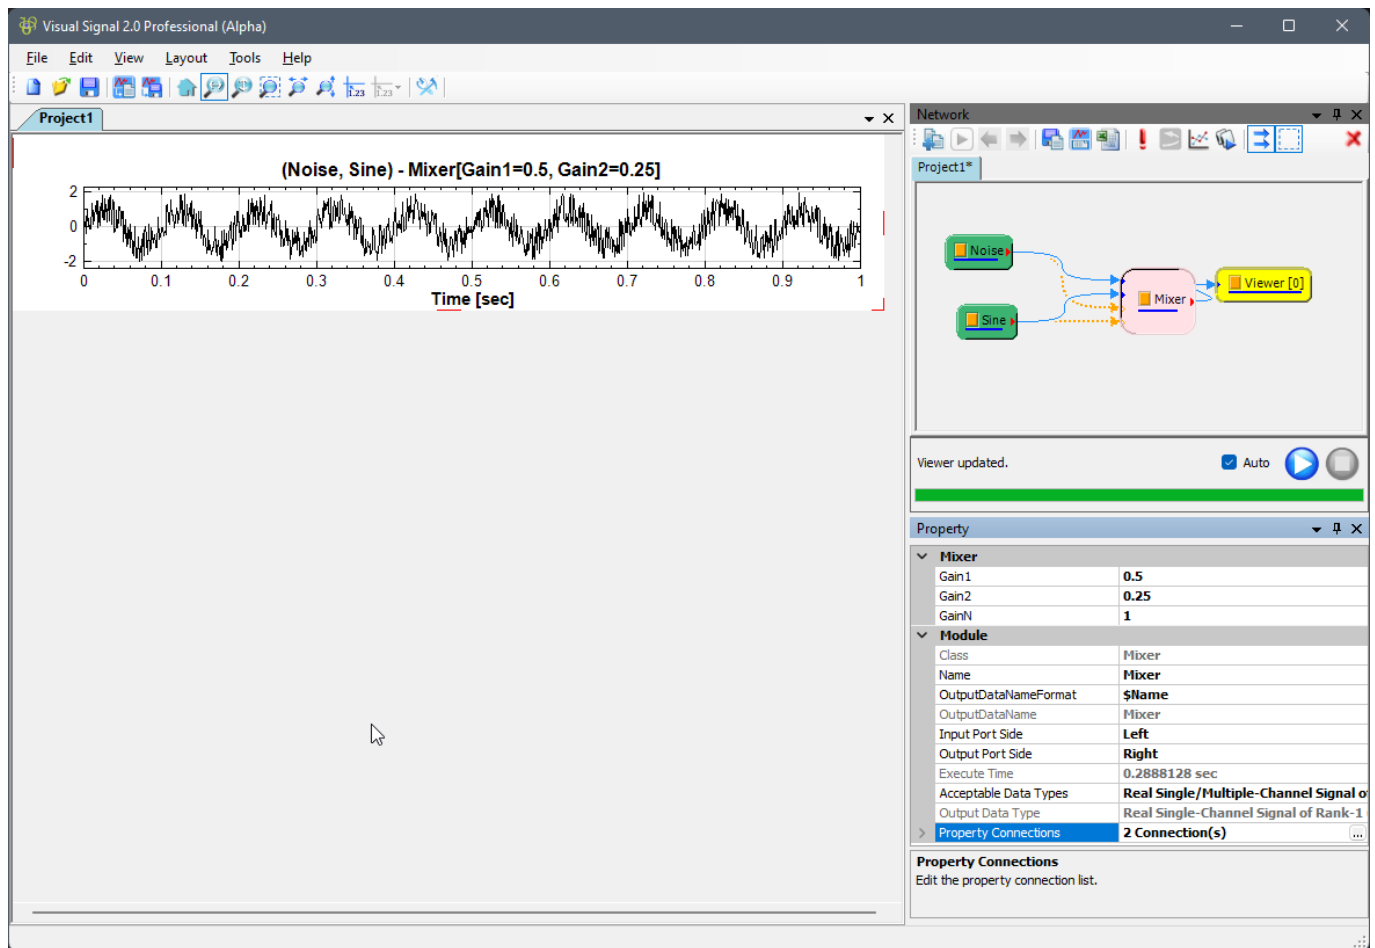 Visual Signal 2.0 Professional (Alpha)
File Edit View Layout Tools Help
1.23 1.23
Project1
(Noise, Sine) - Mixer[Gain1=0.5, Gain2=0.25]
2
0
-2
0 0.1 0.2 0.3 0.4 0.5 0.6 0.7 0.8 0.9 1
Time [sec]
Network
Project1*
Noise
Sine
Mixer
Viewer [0]
Viewer updated.
Auto
Property
Mixer
Gain1 0.5
Gain2 0.25
GainN 1
Module
Class Mixer
Name Mixer
OutputDataNameFormat $Name
OutputDataName Mixer
Input Port Side Left
Output Port Side Right
Execute Time 0.2888128 sec
Acceptable Data Types Real Single/Multiple-Channel Signal o
Output Data Type Real Single-Channel Signal of Rank-1
Property Connections 2 Connection(s) ...
Property Connections
Edit the property connection list.